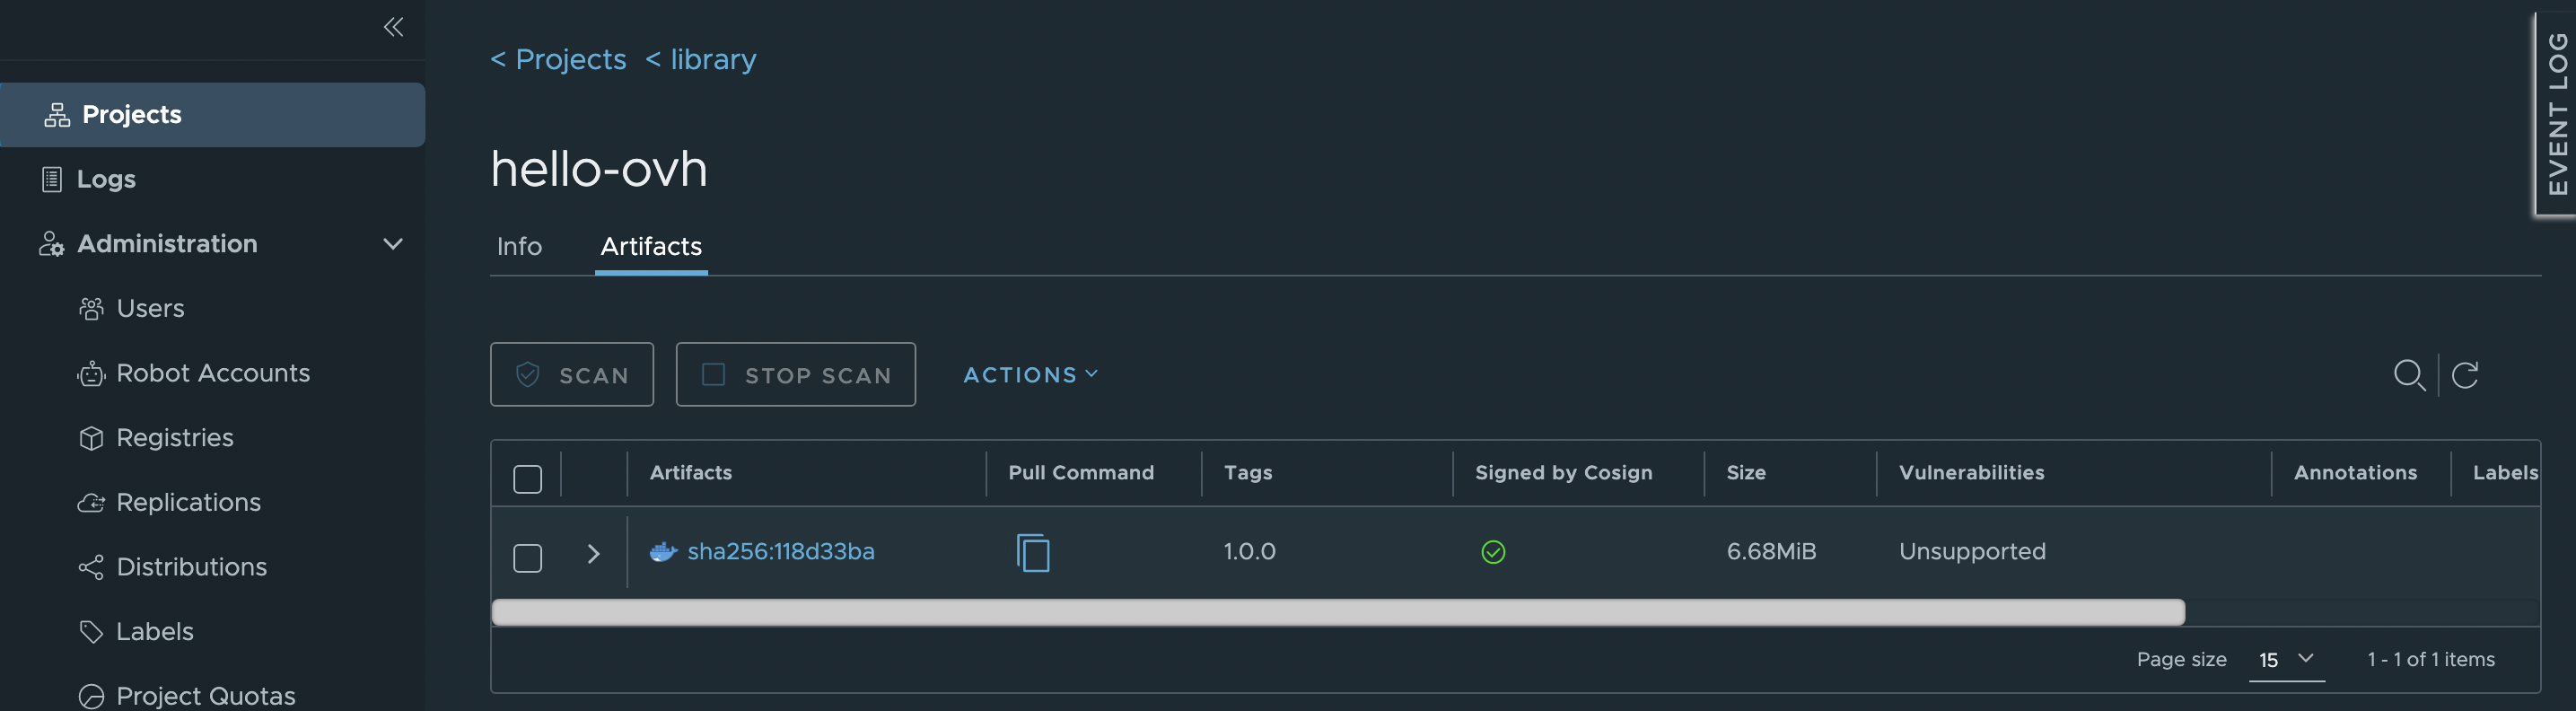 Projects
Logs
Administration
Users
Robot Accounts
Registries
Replications
Distributions
Labels
Project Quotas
< Projects < library
hello-ovh
Info Artifacts
SCAN STOP SCAN ACTIONS
Artifacts Pull Command Tags Signed by Cosign Size Vulnerabilities Annotations Labels
sha256:118d33ba 1.0.0 6.68MiB Unsupported
Page size 15 1 - 1 of 1 items
EVENT LOG